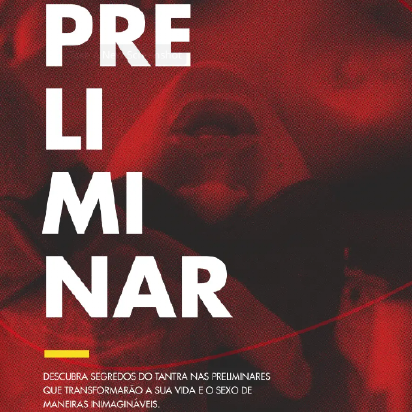 PRE
LI
MI
NAR
DESCUBRA SEGREDOS DO TANTRA NAS PRELIMINARES
QUE TRANSFORMARÃO A SUA VIDA E O SEXO DE
MANEIRAS INIMAGINÁVEIS.